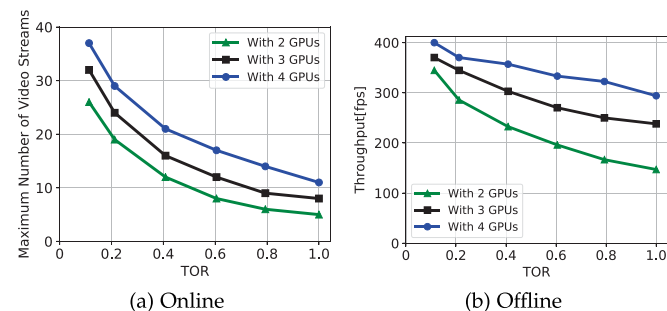 40
30
20
10
0
Maximum Number of Video Streams
With 2 GPUs
With 3 GPUs
With 4 GPUs
0 0.2 0.4 0.6 0.8 1.0
TOR
(a) Online
400
300
200
100
0
Throughput[fps]
With 2 GPUs
With 3 GPUs
With 4 GPUs
0.0 0.2 0.4 0.6 0.8 1.0
TOR
(b) Offline